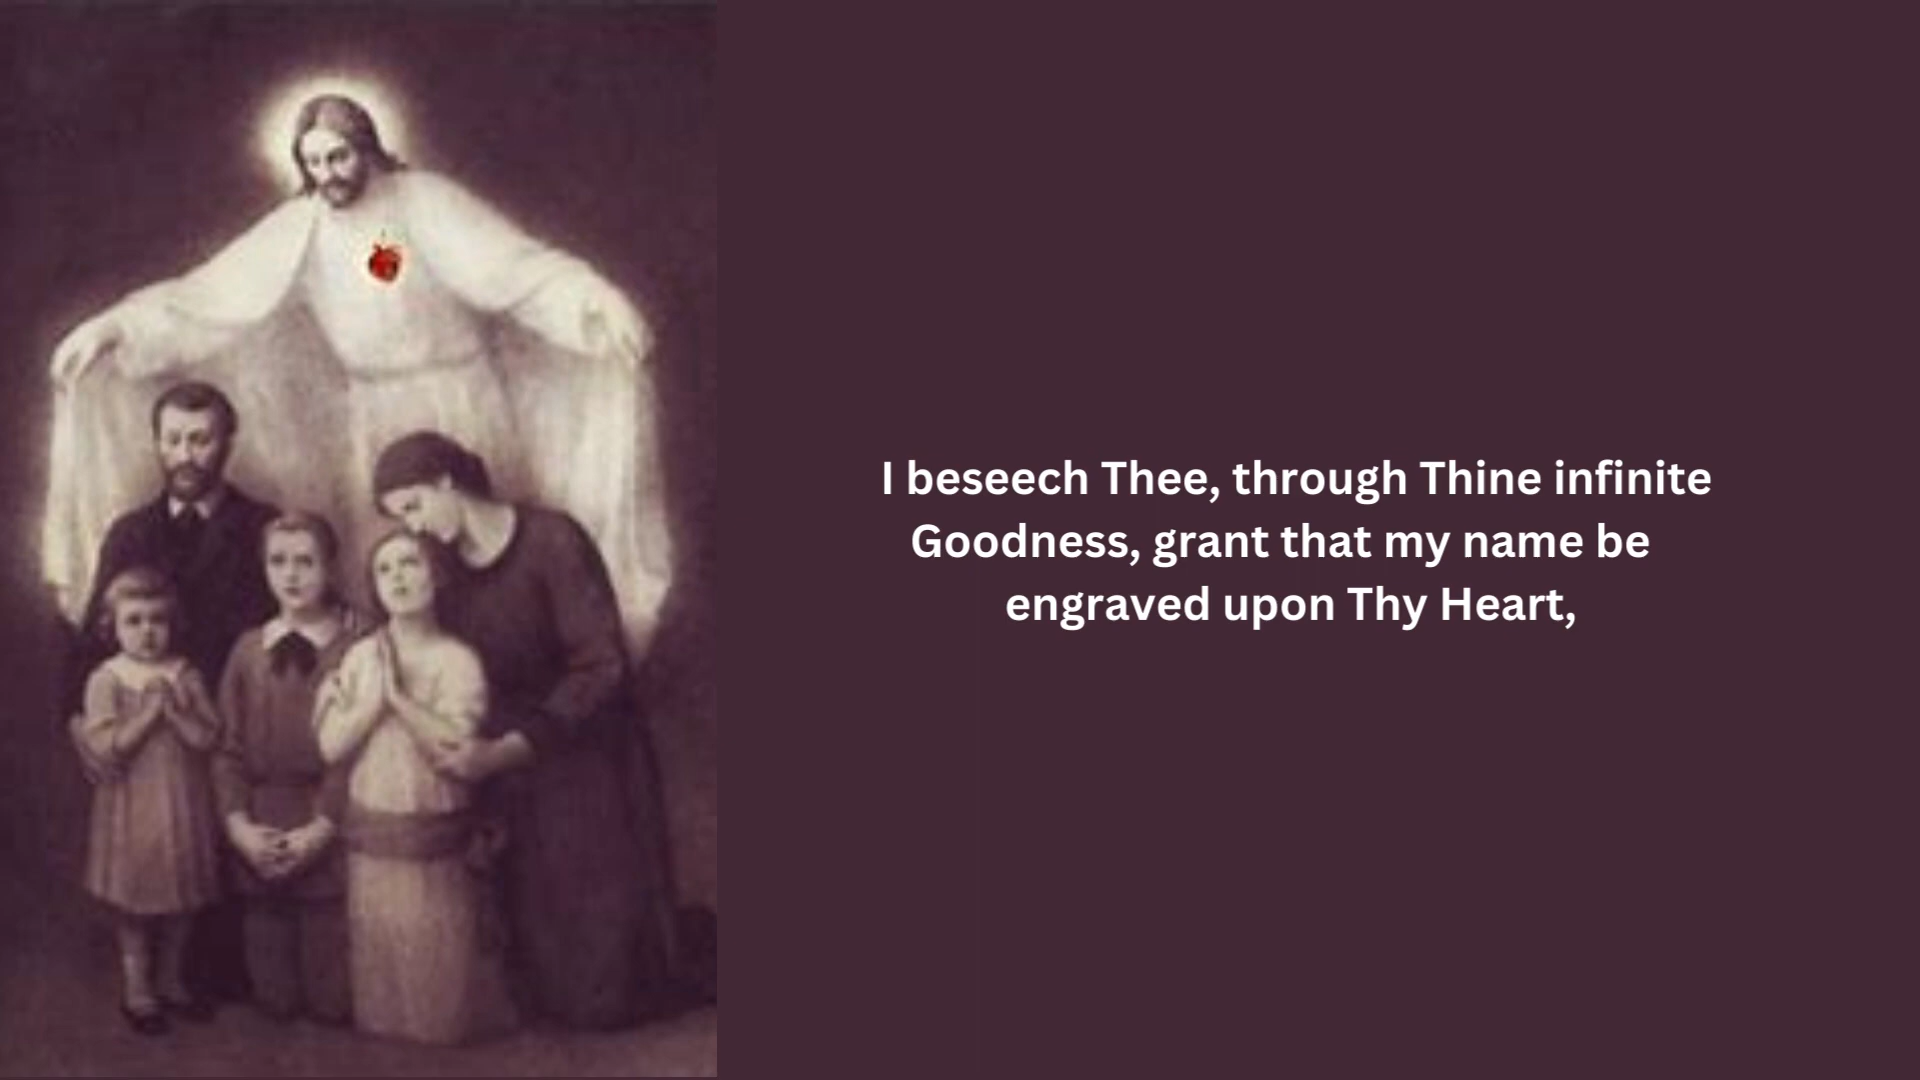 I beseech Thee, through Thine infinite
Goodness, grant that my name be
engraved upon Thy Heart,